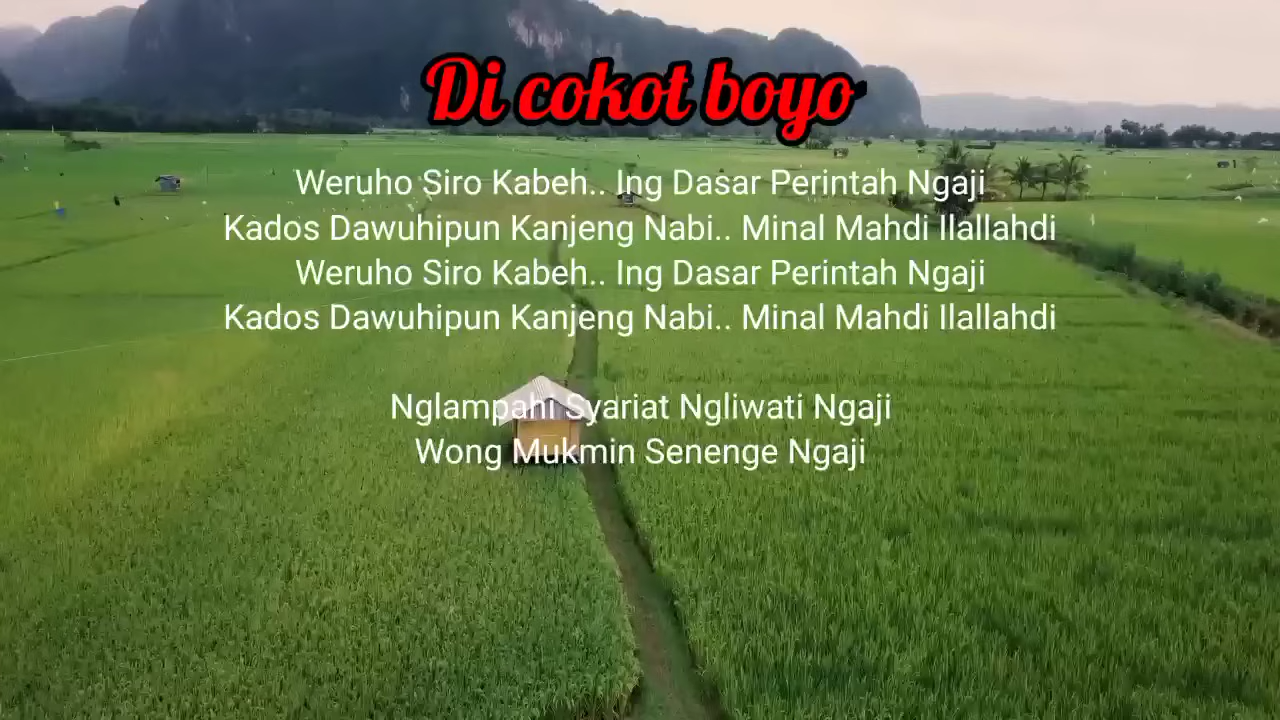 Di cokot boyo
Weruho Siro Kabeh.. Ing Dasar Perintah Ngaji
Kados Dawuhipun Kanjeng Nabi.. Minal Mahdi Ilallahdi
Weruho Siro Kabeh.. Ing Dasar Perintah Ngaji
Kados Dawuhipun Kanjeng Nabi.. Minal Mahdi Ilallahdi
Nglampahi Syariat Ngliwati Ngaji
Wong Mukmin Senenge Ngaji